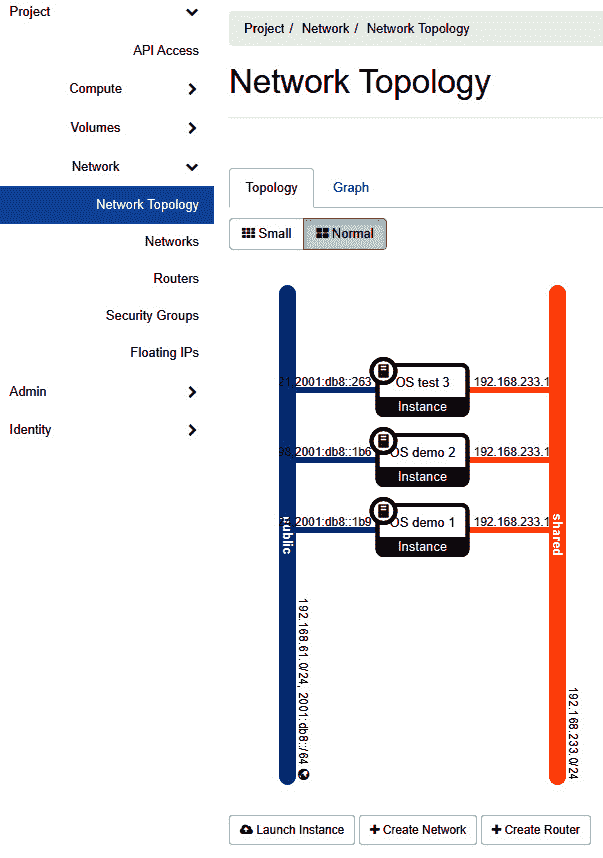 Project
API Access
Compute
Volumes
Network
Network Topology
Networks
Routers
Security Groups
Floating IPs
Admin
Identity
Project / Network / Network Topology
Network Topology
Topology
Graph
Small
Normal
21,2001:db8::263
OS test 3
Instance
192.168.233.1
98,2001:db8::1b6
OS demo 2
Instance
192.168.233.1
2001:db8::1b9
OS demo 1
Instance
192.168.233.1
public
shared
192.168.61.0/24, 2001:db8::/64
192.168.233.0/24
Launch Instance
Create Network
Create Router